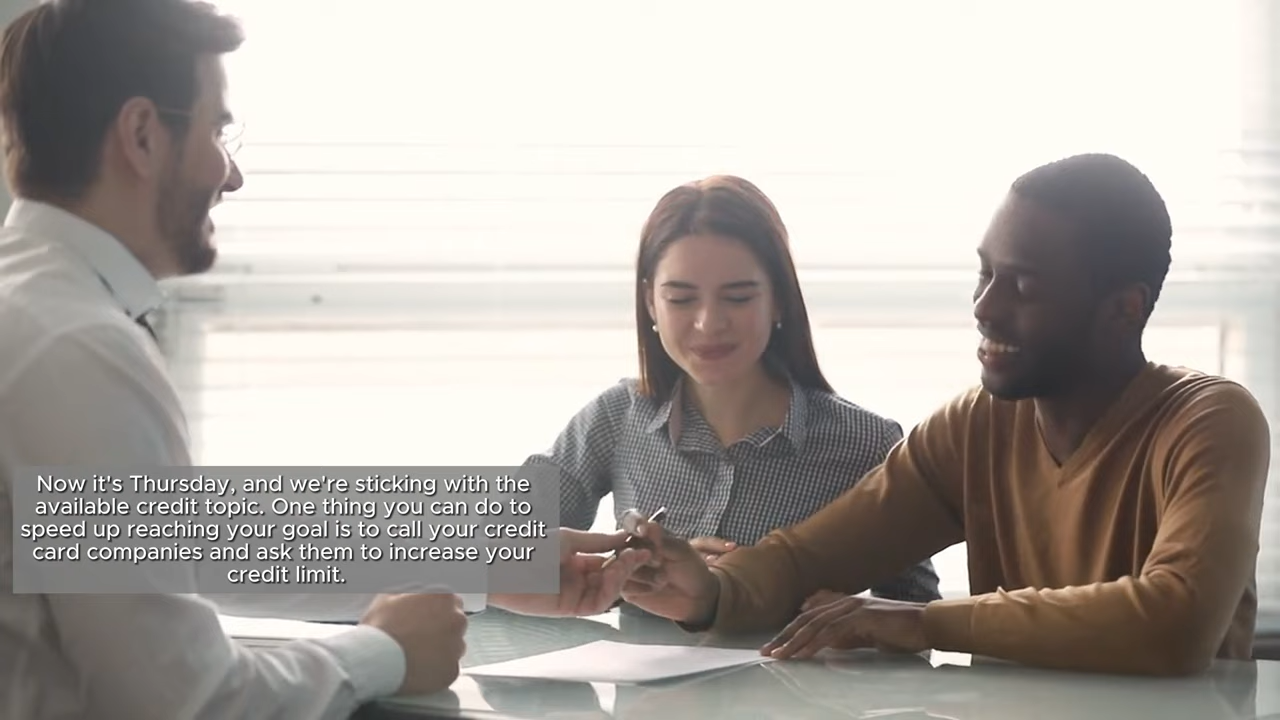 Now it's Thursday, and we're sticking with the
available credit topic. One thing you can do to
speed up reaching your goal is to call your credit
card companies and ask them to increase your
credit limit.